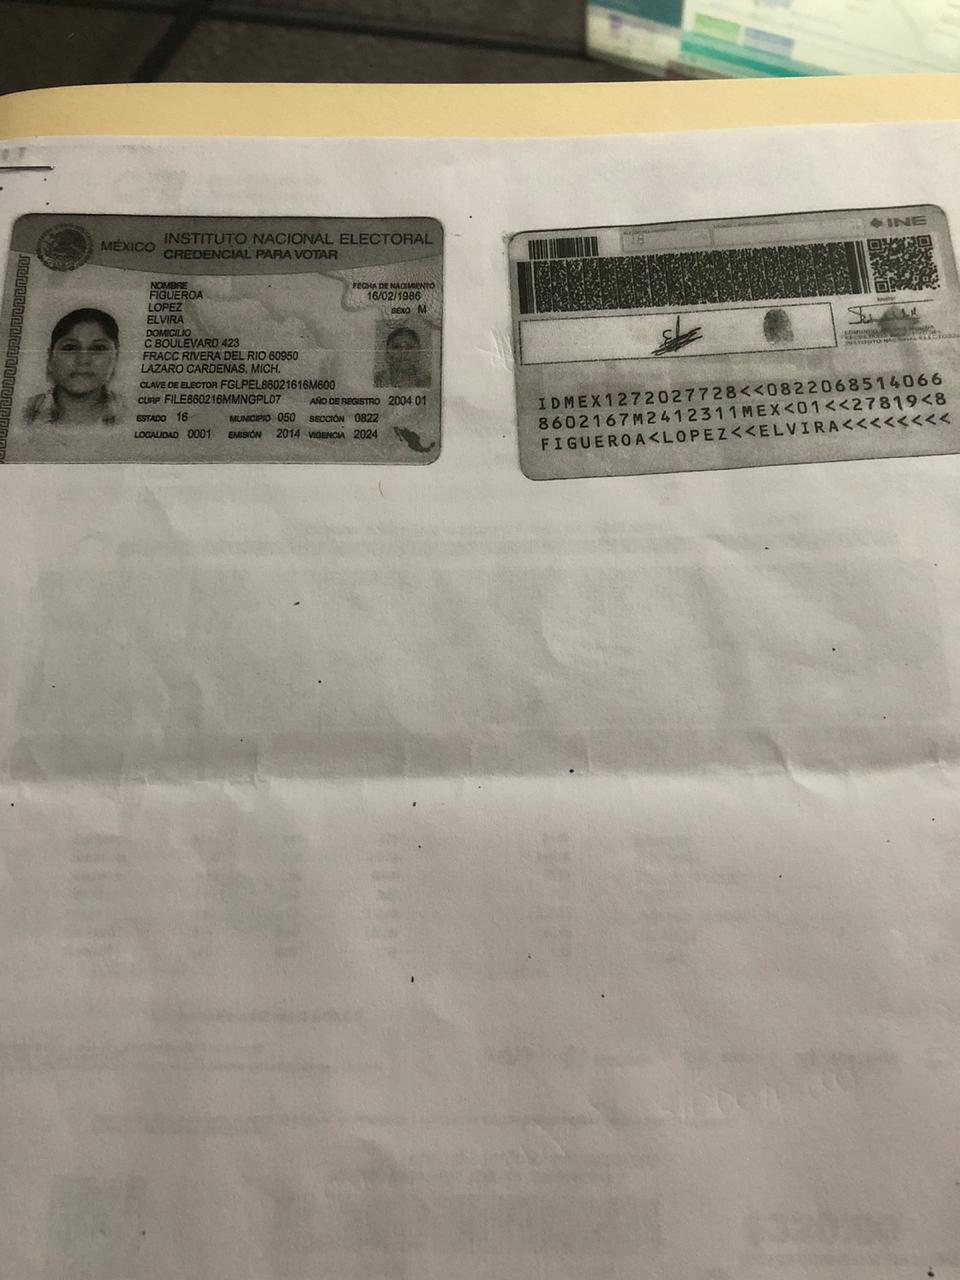 MÉXICO INSTITUTO NACIONAL ELECTORAL
CREDENCIAL PARA VOTAR
NOMBRE
FIGUEROA
LOPEZ
ELVIRA
FECHA DE NACIMIENTO
16/02/1986
SEXO M
DOMICILIO
C BOULEVARD 423
FRACC RIVERA DEL RIO 60950
LAZARO CARDENAS, MICH.
CLAVE DE ELECTOR FGLPEL86021616M600
CURP FILE860216MMNGPL07 AÑO DE REGISTRO 2004 01
ESTADO 16 MUNICIPIO 050 SECCIÓN 0822
LOCALIDAD 0001 EMISIÓN 2014 VIGENCIA 2024
INE
IDMEX1272027728<<0822068514066
8602167M2412311MEX<01<<27819<8
FIGUEROA<LOPEZ<<ELVIRA<<<<<<<<